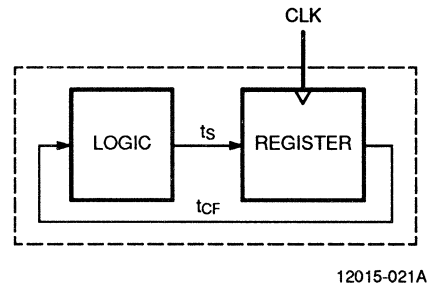 CLK
LOGIC
tS
REGISTER
tCF
12015-021A